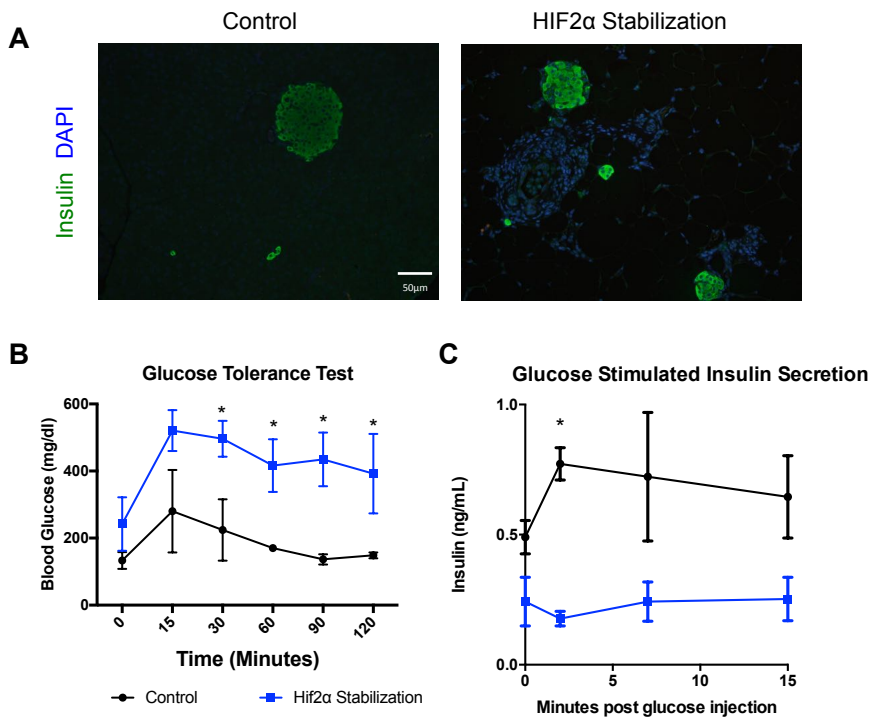 Control
HIF2α Stabilization
A
Insulin DAPI
50µm
B
Glucose Tolerance Test
Blood Glucose (mg/dl)
600
400
200
0
0 15 30 60 90 120
* * * *
Time (Minutes)
Control
Hif2α Stabilization
C
Glucose Stimulated Insulin Secretion
Insulin (ng/mL)
1.0
0.5
0.0
*
0 5 10 15
Minutes post glucose injection